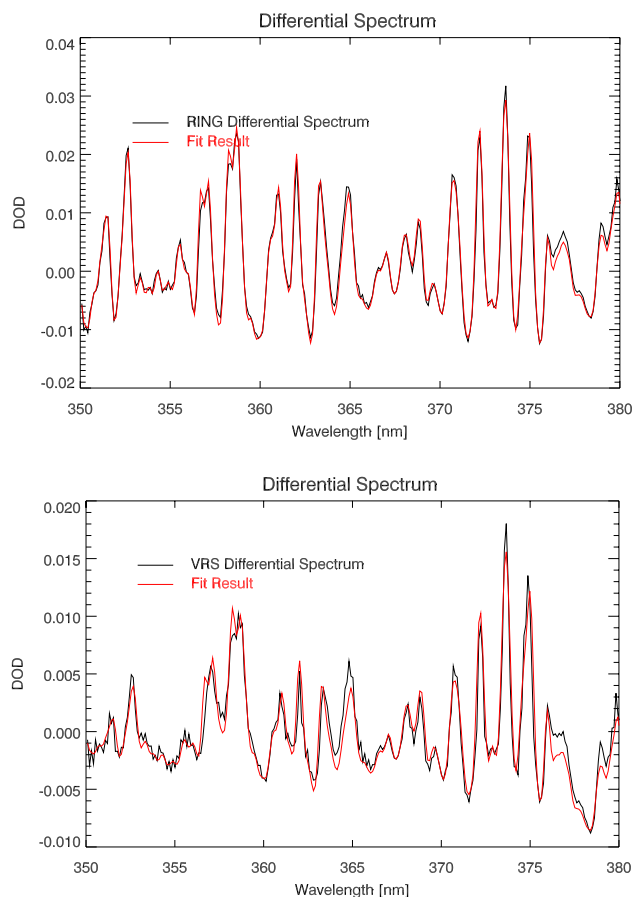 Differential Spectrum
0.04
0.03
0.02
0.01
0.00
-0.01
-0.02
DOD
RING Differential Spectrum
Fit Result
350 355 360 365 370 375 380
Wavelength [nm]
Differential Spectrum
0.020
0.015
0.010
0.005
0.000
-0.005
-0.010
DOD
VRS Differential Spectrum
Fit Result
350 355 360 365 370 375 380
Wavelength [nm]